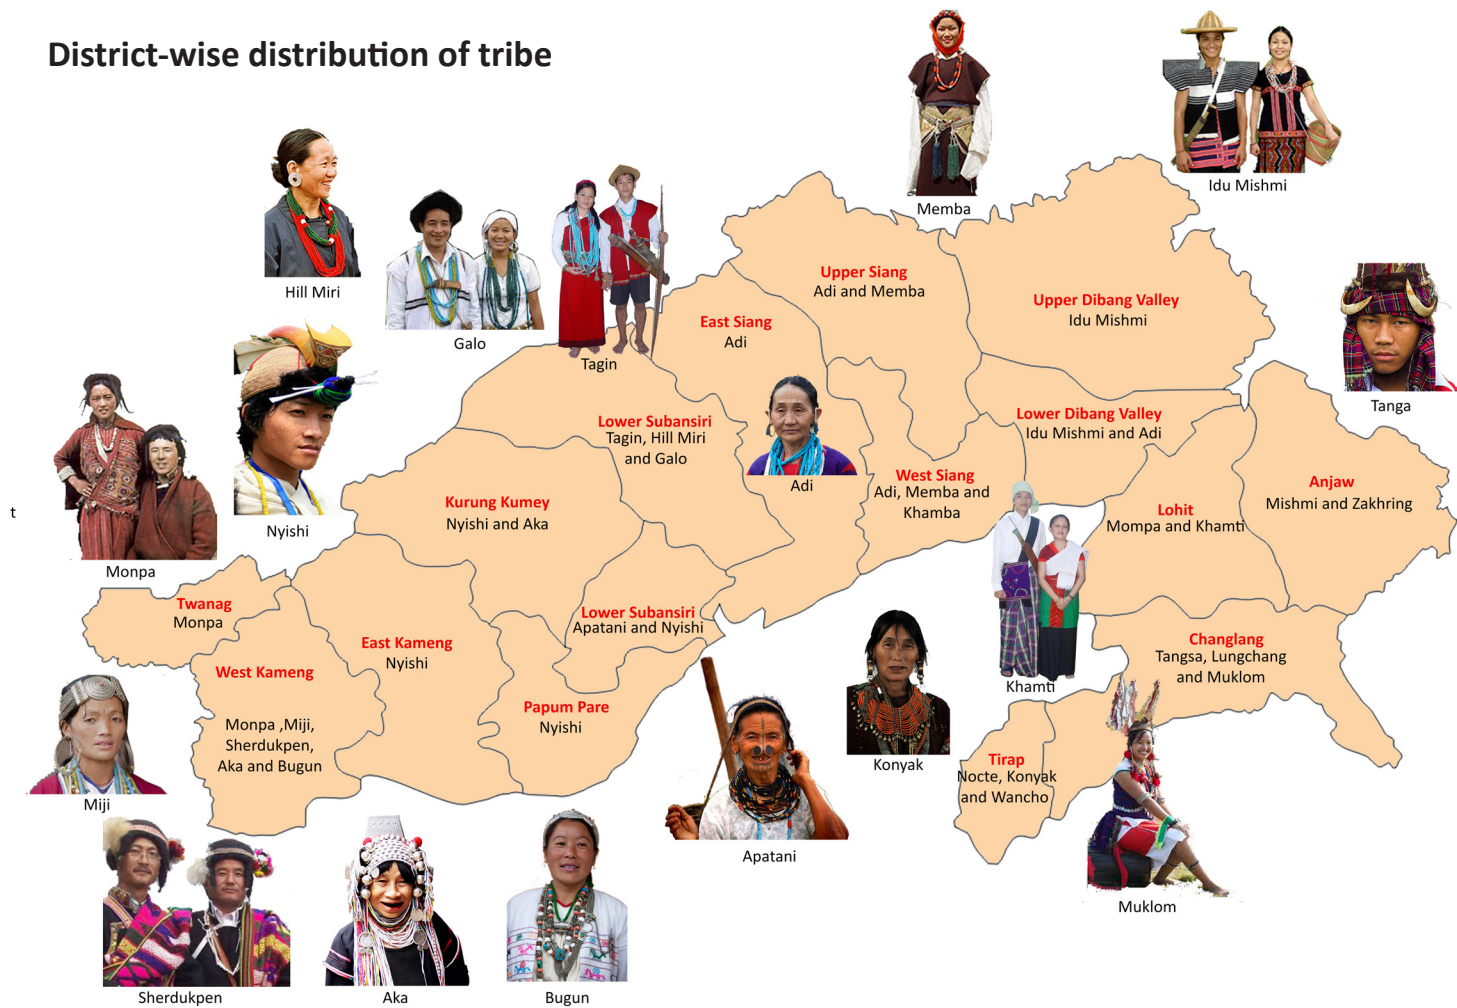 District-wise distribution of tribe
Memba
Idu Mishmi
Hill Miri
Galo
Tagin
Upper Siang
Adi and Memba
Upper Dibang Valley
Idu Mishmi
East Siang
Adi
Tanga
Nyishi
Monpa
t
Lower Subansiri
Tagin, Hill Miri
and Galo
Adi
Lower Dibang Valley
Idu Mishmi and Adi
West Siang
Adi, Memba and
Khamba
Kurung Kumey
Nyishi and Aka
Lohit
Mompa and Khamti
Anjaw
Mishmi and Zakhring
Twanag
Monpa
Lower Subansiri
Apatani and Nyishi
East Kameng
Nyishi
West Kameng
Monpa ,Miji,
Sherdukpen,
Aka and Bugun
Papum Pare
Nyishi
Khamti
Changlang
Tangsa, Lungchang
and Muklom
Tirap
Nocte, Konyak
and Wancho
Miji
Konyak
Apatani
Muklom
Sherdukpen
Aka
Bugun